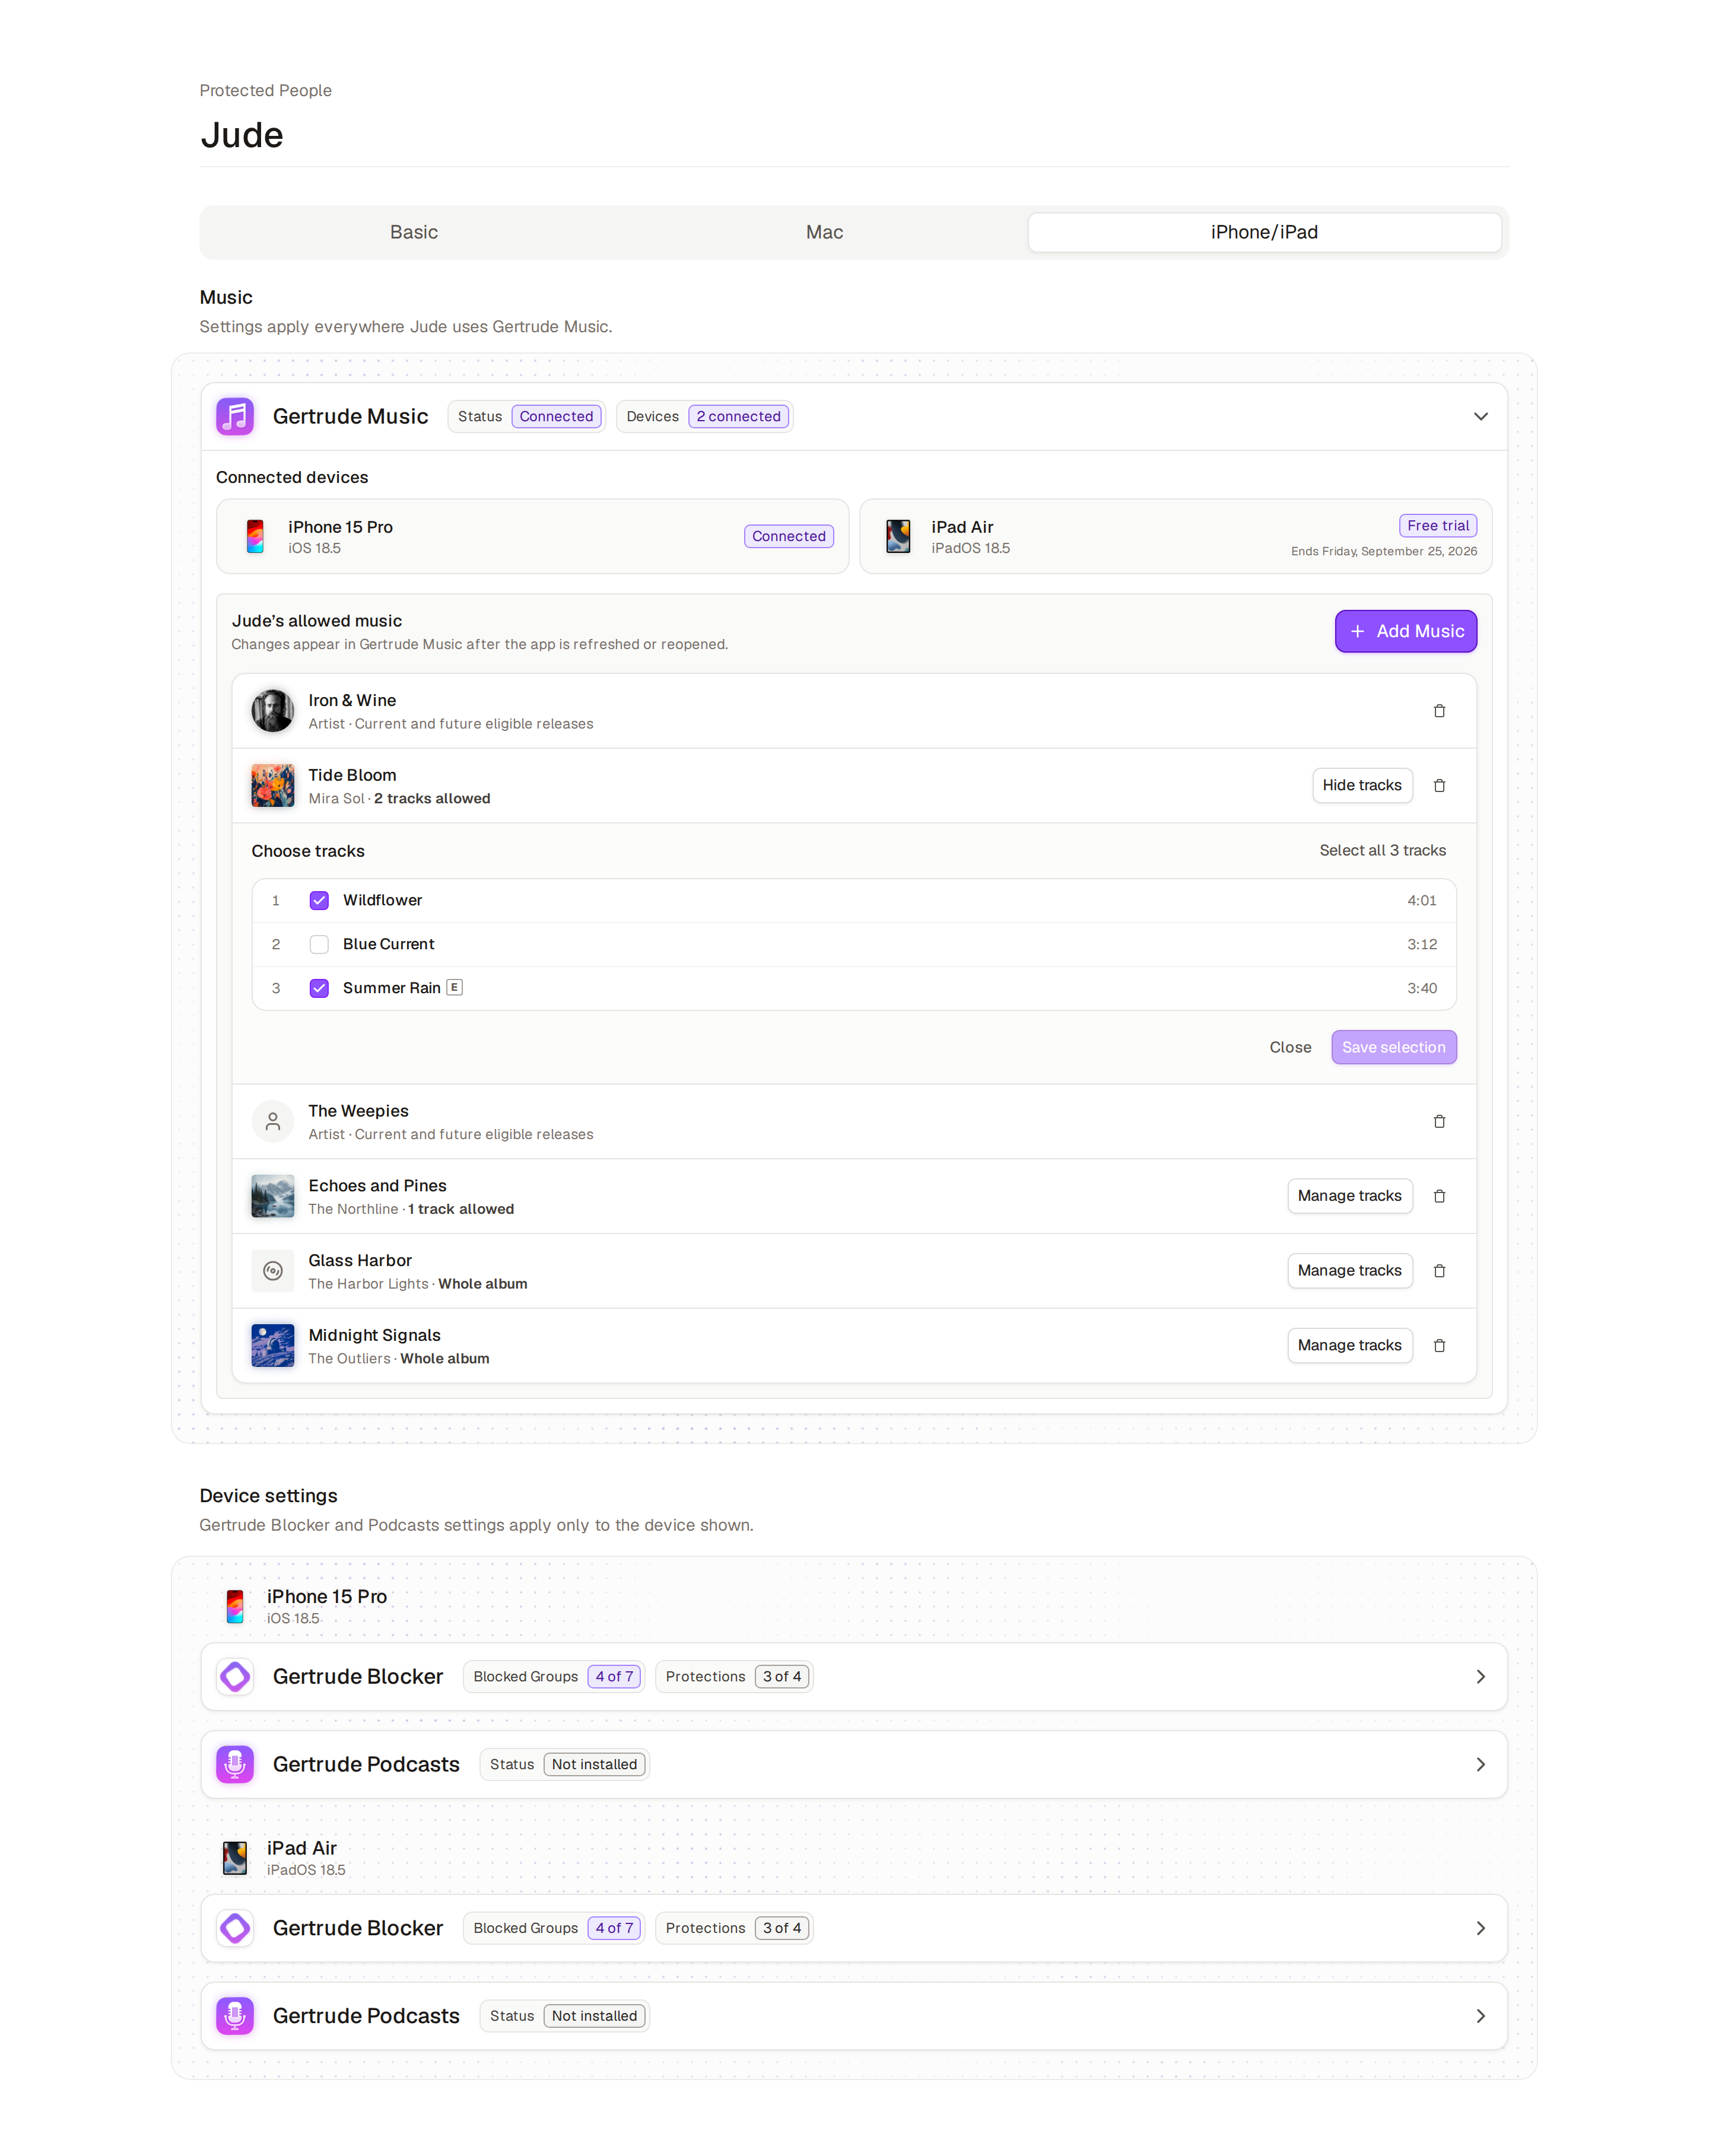 Protected People
Jude
Basic Mac iPhone/iPad
Music
Settings apply everywhere Jude uses Gertrude Music.
Gertrude Music Status Connected Devices 2 connected
Connected devices
iPhone 15 Pro
iOS 18.5
Connected
iPad Air
iPadOS 18.5
Free trial
Ends Friday, September 25, 2026
Jude’s allowed music
Changes appear in Gertrude Music after the app is refreshed or reopened.
Add Music
Iron & Wine
Artist · Current and future eligible releases
Tide Bloom
Mira Sol · 2 tracks allowed
Hide tracks
Choose tracks
Select all 3 tracks
1 Wildflower 4:01
2 Blue Current 3:12
3 Summer Rain E 3:40
Close Save selection
The Weepies
Artist · Current and future eligible releases
Echoes and Pines
The Northline · 1 track allowed
Manage tracks
Glass Harbor
The Harbor Lights · Whole album
Manage tracks
Midnight Signals
The Outliers · Whole album
Manage tracks
Device settings
Gertrude Blocker and Podcasts settings apply only to the device shown.
iPhone 15 Pro
iOS 18.5
Gertrude Blocker Blocked Groups 4 of 7 Protections 3 of 4
Gertrude Podcasts Status Not installed
iPad Air
iPadOS 18.5
Gertrude Blocker Blocked Groups 4 of 7 Protections 3 of 4
Gertrude Podcasts Status Not installed